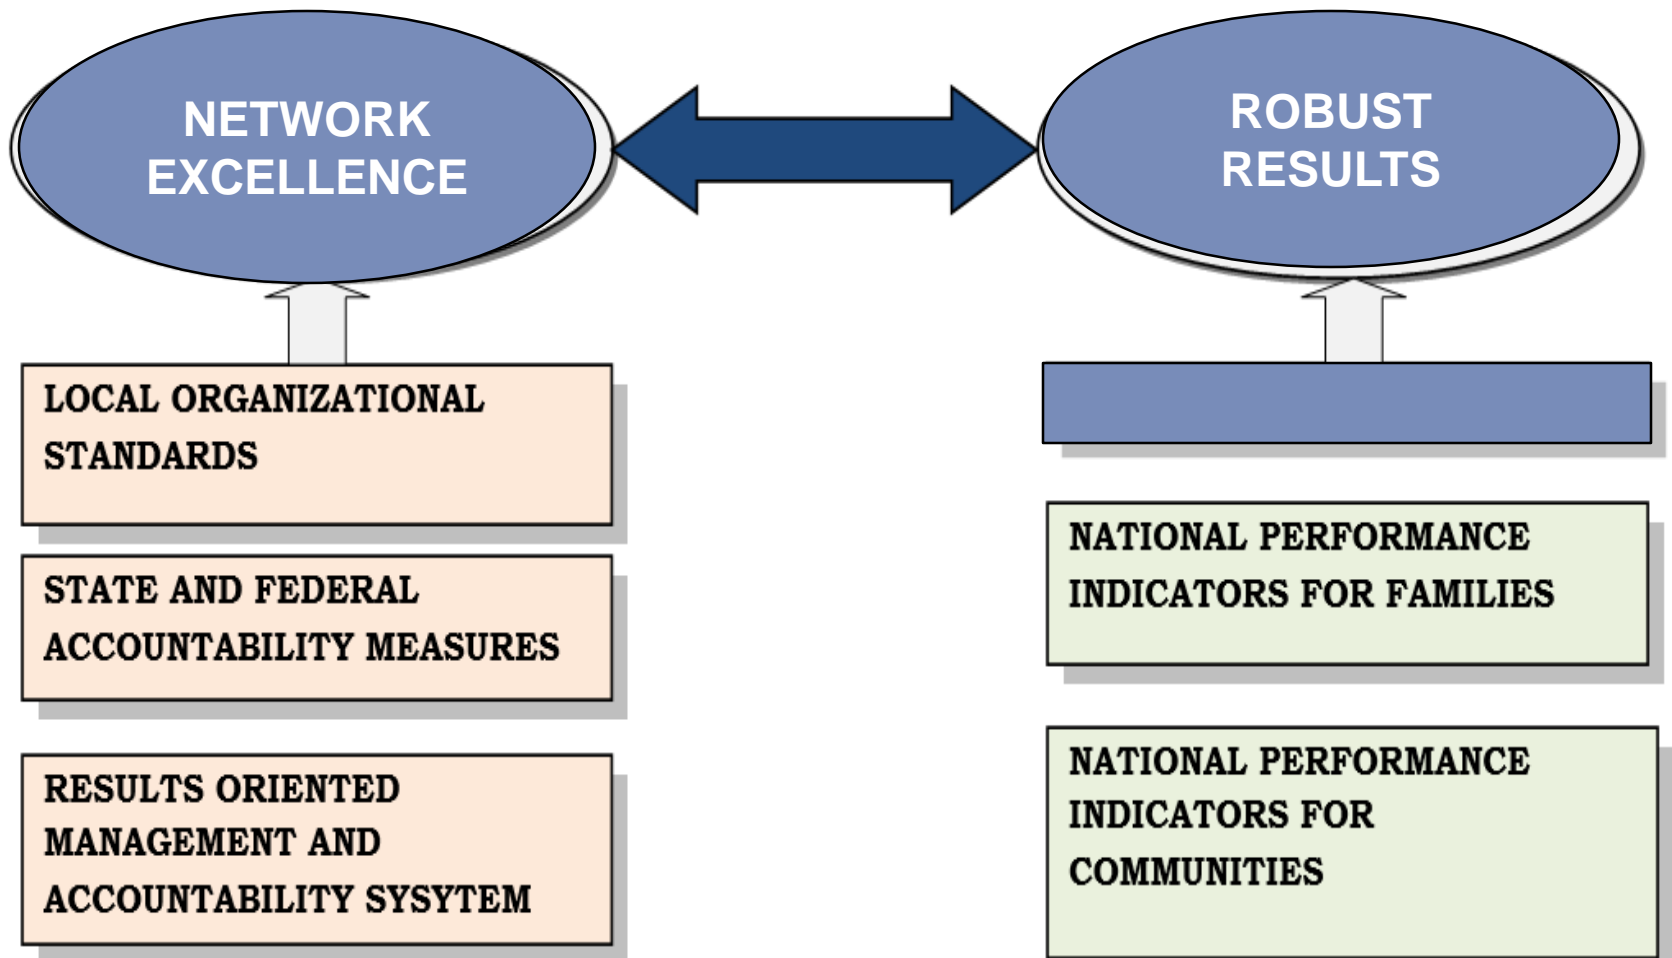 NETWORK
EXCELLENCE
ROBUST
RESULTS
LOCAL ORGANIZATIONAL
STANDARDS
STATE AND FEDERAL
ACCOUNTABILITY MEASURES
RESULTS ORIENTED
MANAGEMENT AND
ACCOUNTABILITY SYSYTEM
NATIONAL PERFORMANCE
INDICATORS FOR FAMILIES
NATIONAL PERFORMANCE
INDICATORS FOR
COMMUNITIES